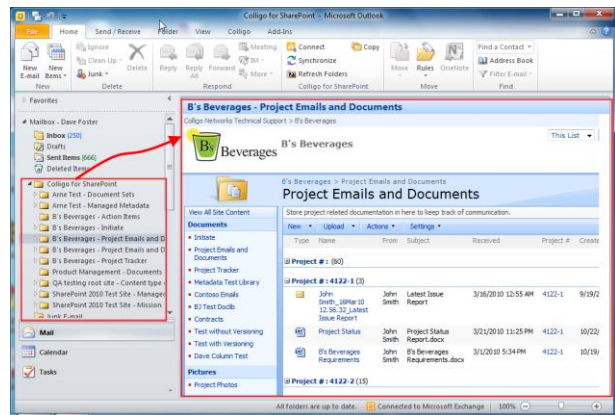 Colligo for SharePoint - Microsoft Outlook
File Home Send / Receive Folder View Colligo Add-Ins
New E-mail
New Items
Ignore
Clean Up
Junk
Delete
Reply
Reply All
Forward
Meeting
IM
More
Connect
Copy
Synchronize
Refresh Folders
Move
Rules
OneNote
Find a Contact
Address Book
Filter E-mail
New Delete Respond Colligo for SharePoint Move Find
Favorites
Mailbox - Dave Foster
Inbox (250)
Drafts
Sent Items (666)
Deleted Items
Colligo for SharePoint
Arne Test - Document Sets
Arne Test - Managed Metadata
B's Beverages - Action Items
B's Beverages - Initiate
B's Beverages - Project Emails and D
B's Beverages - Project Emails and D
B's Beverages - Project Tracker
Product Management - Documents
QA testing root site - Content type
SharePoint 2010 Test Site - Manage
SharePoint 2010 Test Site - Mission
Junk E-mail
Mail
Calendar
Tasks
B's Beverages - Project Emails and Documents
Colligo Networks Technical Support > B's Beverages
This List
B's Beverages
B's Beverages
B's Beverages > Project Emails and Documents
Project Emails and Documents
View All Site Content
Documents
Initiate
Project Emails and Documents
Project Tracker
Metadata Test Library
Contoso Emails
BJ Test Doclib
Contracts
Test without Versioning
Test with Versioning
Dave Column Test
Pictures
Project Photos
Store project related documentation in here to keep track of communication.
New Upload Actions Settings
Type Name From Subject Received Project # Create
Project # : (60)
Project # : 4122-1 (3)
John Smith_16Mar10 12.56.32_Latest Issue Report John Smith Latest Issue Report 3/16/2010 12:55 AM 4122-1 9/19/2
Project Status John Smith Project Status Report.docx 3/21/2010 11:25 PM 4122-1 10/22/
B's Beverages Requirements John Smith B's Beverages Requirements.docx 3/1/2010 5:34 PM 4122-1 10/19/
Project # : 4122-2 (15)
All folders are up to date. Connected to Microsoft Exchange 100%